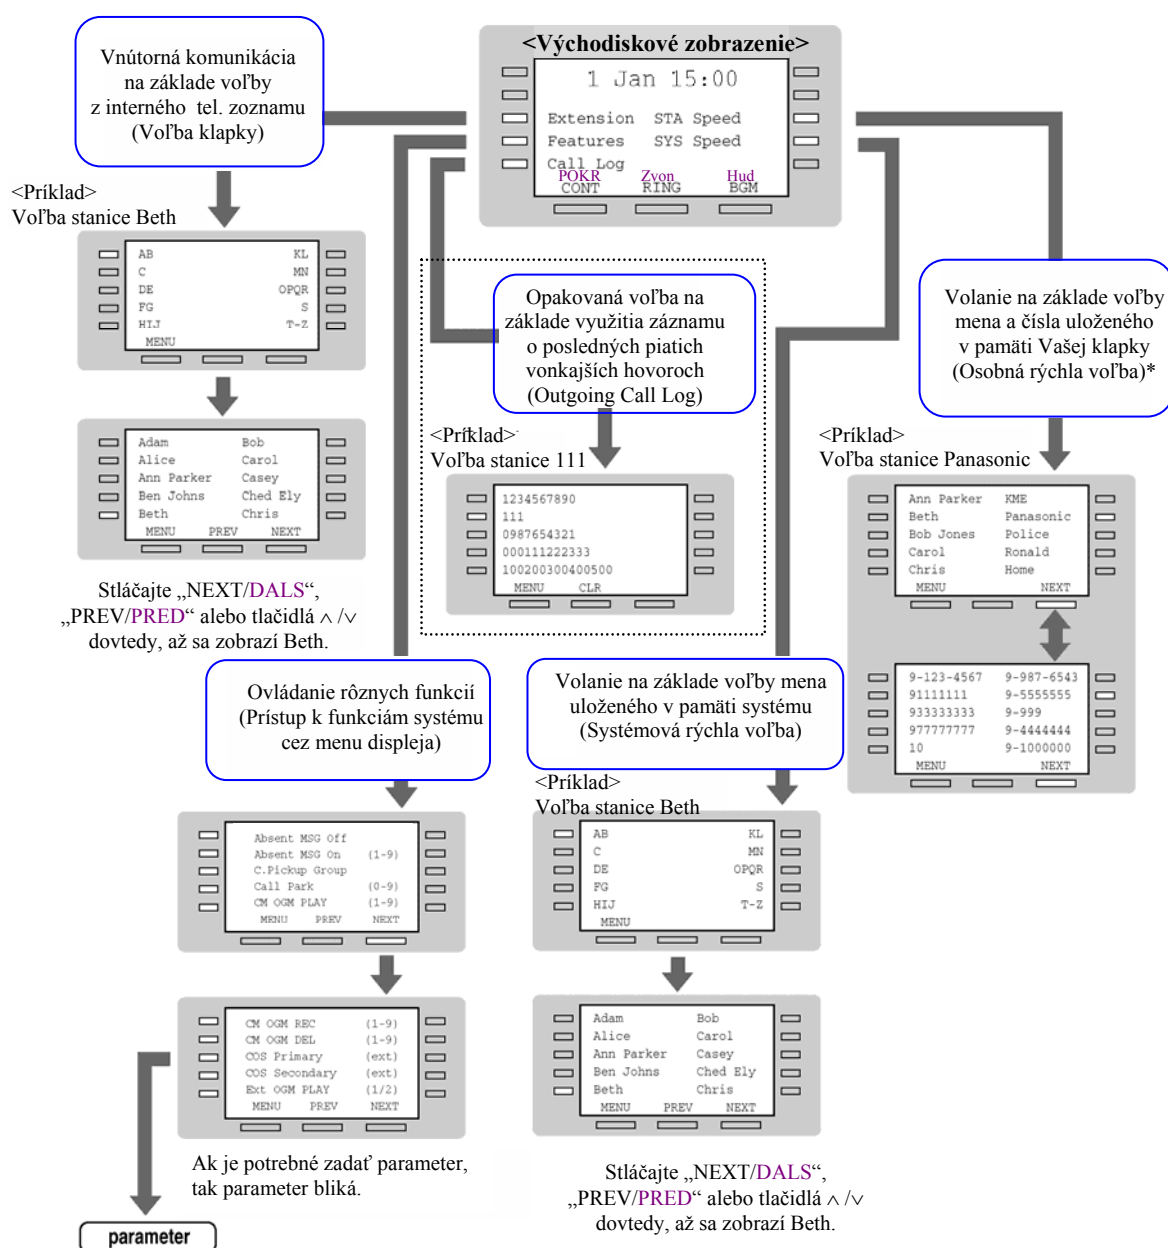 Vnútorná komunikácia
na základe voľby
z interného tel. zoznamu
(Voľba klapky)
<Východiskové zobrazenie>
1 Jan 15:00
Extension STA Speed
Features SYS Speed
Call Log
POKR Zvon Hud
CONT RING BGM
<Príklad>
Voľba stanice Beth
AB KL
C MN
DE OPQR
FG S
HIJ T-Z
MENU
Adam Bob
Alice Carol
Ann Parker Casey
Ben Johns Ched Ely
Beth Chris
MENU PREV NEXT
Stláčajte „NEXT/DALS“,
„PREV/PRED“ alebo tlačidlá ∧ /∨
dovtedy, až sa zobrazí Beth.
Opakovaná voľba na
základe využitia záznamu
o posledných piatich
vonkajších hovoroch
(Outgoing Call Log)
<Príklad>
Voľba stanice 111
1234567890
111
0987654321
000111222333
100200300400500
MENU CLR
Volanie na základe voľby
mena a čísla uloženého
v pamäti Vašej klapky
(Osobná rýchla voľba)*
<Príklad>
Voľba stanice Panasonic
Ann Parker KME
Beth Panasonic
Bob Jones Police
Carol Ronald
Chris Home
MENU NEXT
9-123-4567 9-987-6543
91111111 9-5555555
933333333 9-999
977777777 9-4444444
10 9-1000000
MENU NEXT
Ovládanie rôznych funkcií
(Prístup k funkciám systému
cez menu displeja)
Absent MSG Off
Absent MSG On (1-9)
C.Pickup Group
Call Park (0-9)
CM OGM PLAY (1-9)
MENU PREV NEXT
CM OGM REC (1-9)
CM OGM DEL (1-9)
COS Primary (ext)
COS Secondary (ext)
Ext OGM PLAY (1/2)
MENU PREV NEXT
Ak je potrebné zadať parameter,
tak parameter bliká.
parameter
Volanie na základe voľby mena
uloženého v pamäti systému
(Systémová rýchla voľba)
<Príklad>
Voľba stanice Beth
AB KL
C MN
DE OPQR
FG S
HIJ T-Z
MENU
Adam Bob
Alice Carol
Ann Parker Casey
Ben Johns Ched Ely
Beth Chris
MENU PREV NEXT
Stláčajte „NEXT/DALS“,
„PREV/PRED“ alebo tlačidlá ∧ /∨
dovtedy, až sa zobrazí Beth.